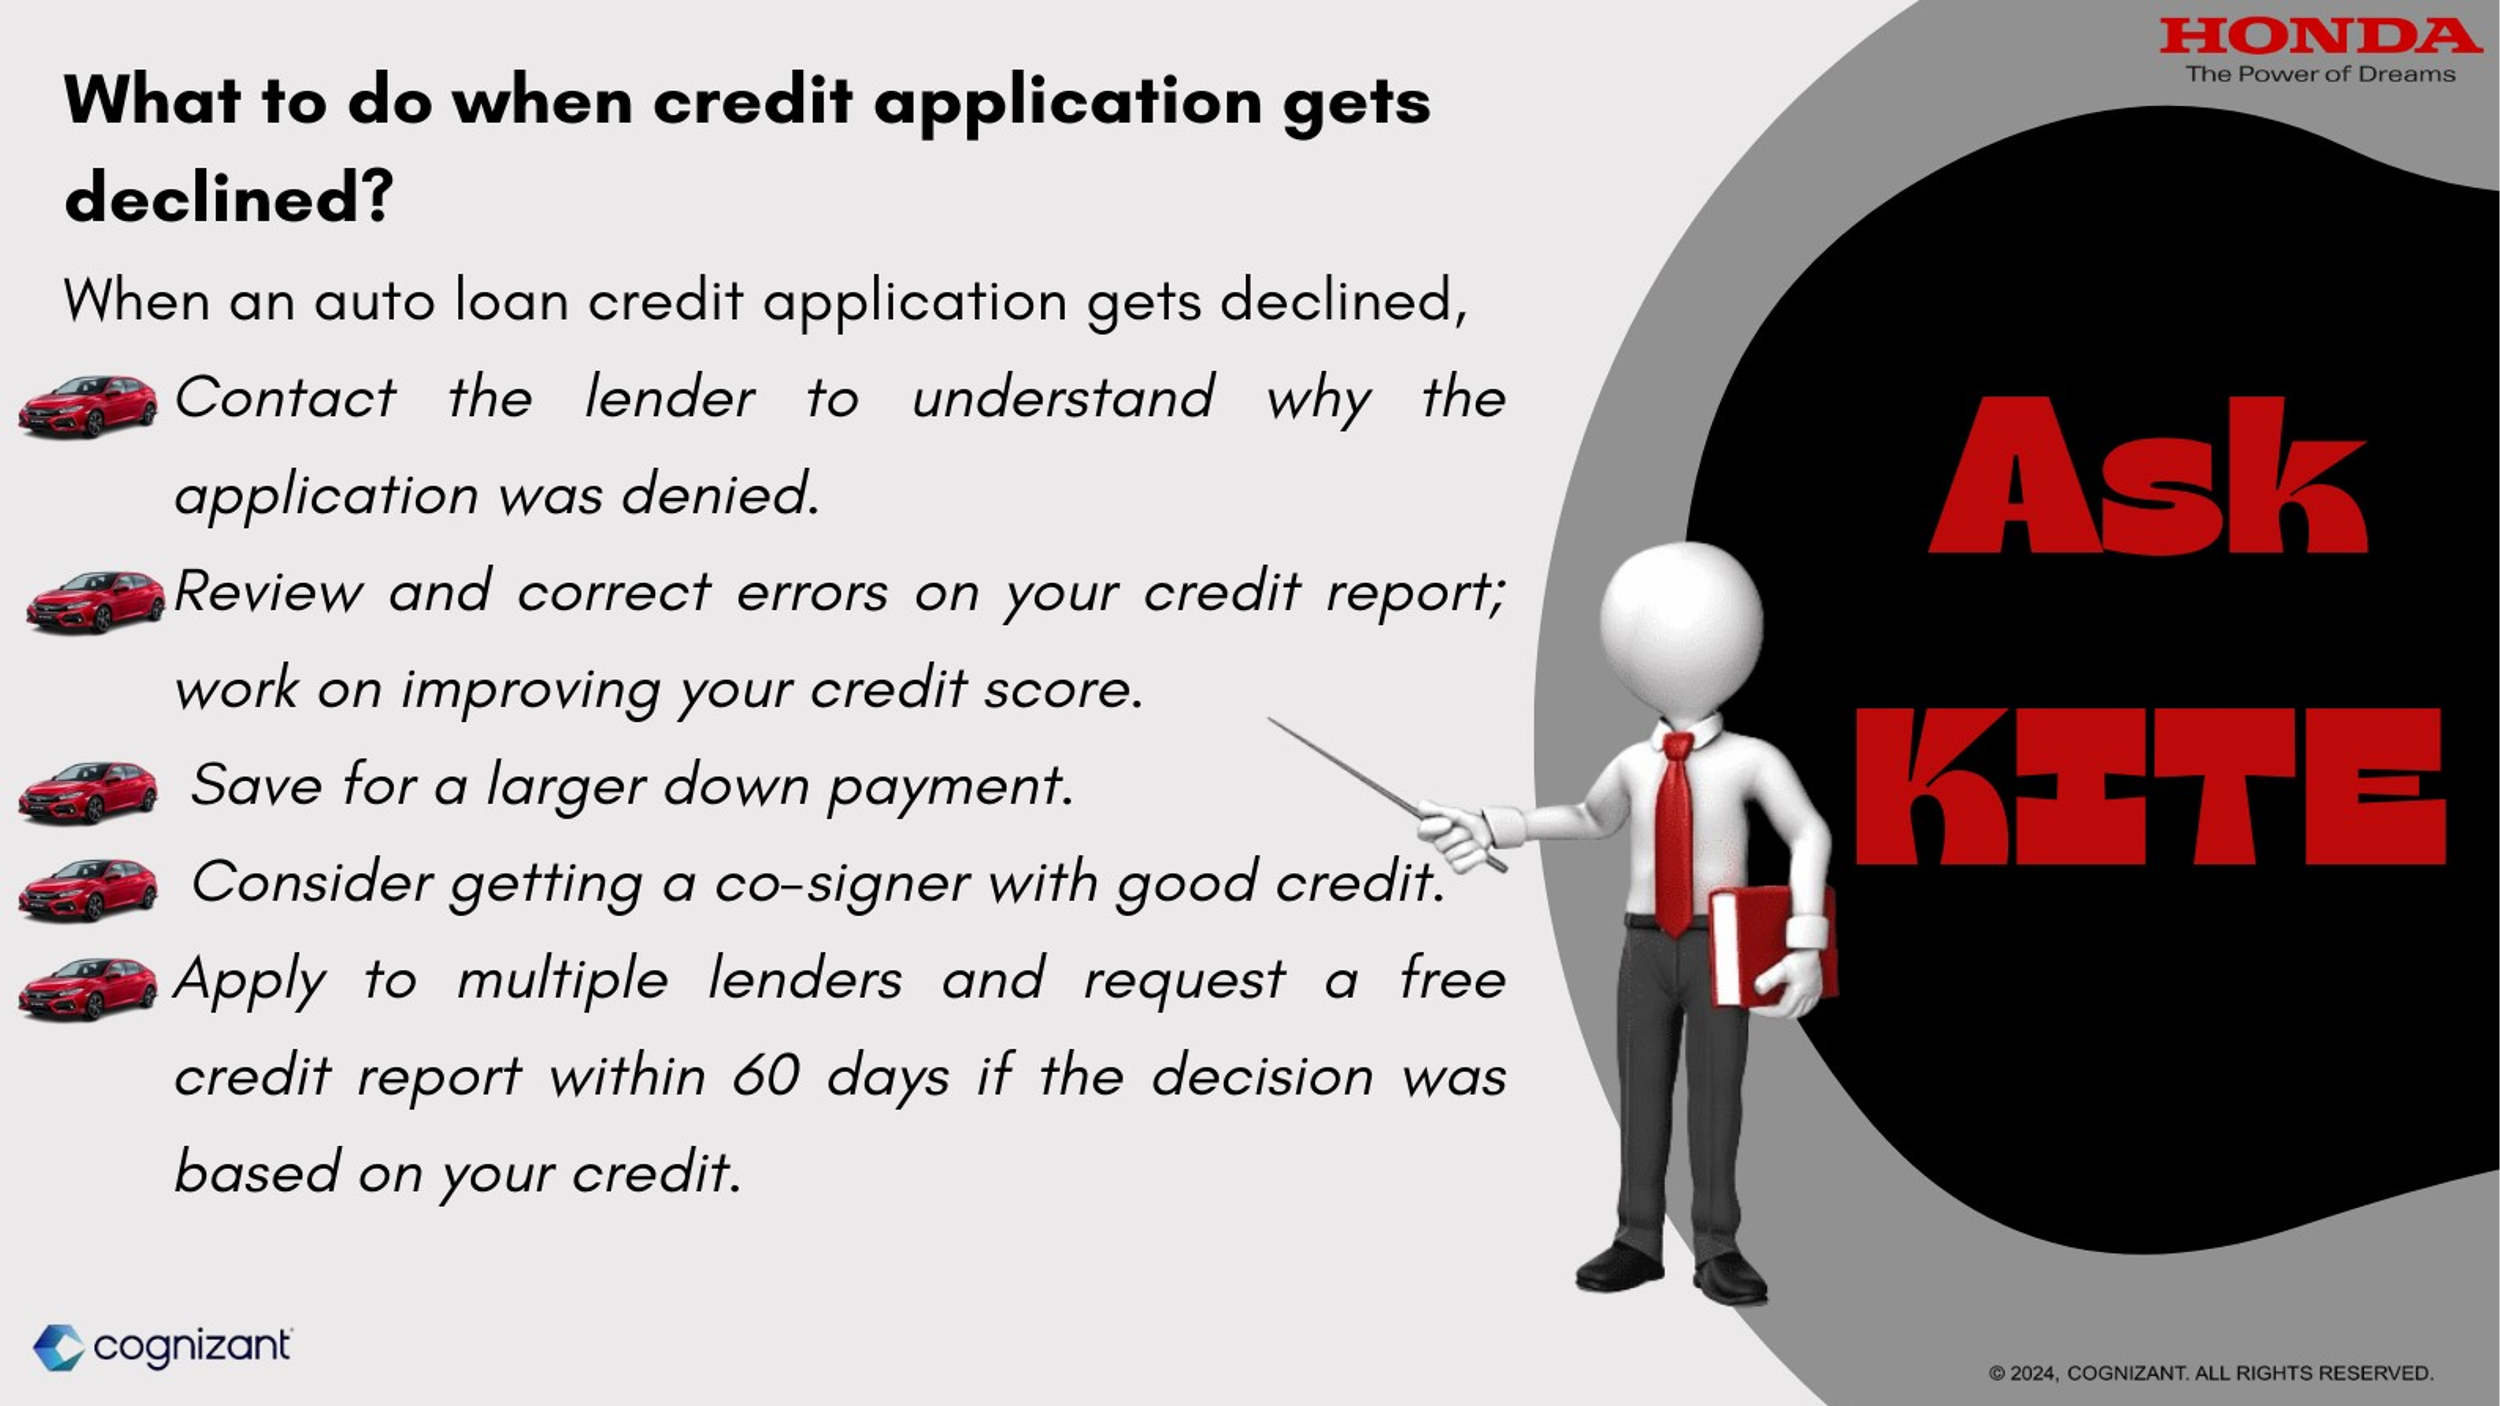 HONDA
The Power of Dreams
What to do when credit application gets
declined?
When an auto loan credit application gets declined,
Contact the lender to understand why the
application was denied.
Review and correct errors on your credit report;
work on improving your credit score.
Save for a larger down payment.
Consider getting a co-signer with good credit.
Apply to multiple lenders and request a free
credit report within 60 days if the decision was
based on your credit.
Ask
KITE
cognizant
© 2024, COGNIZANT. ALL RIGHTS RESERVED.